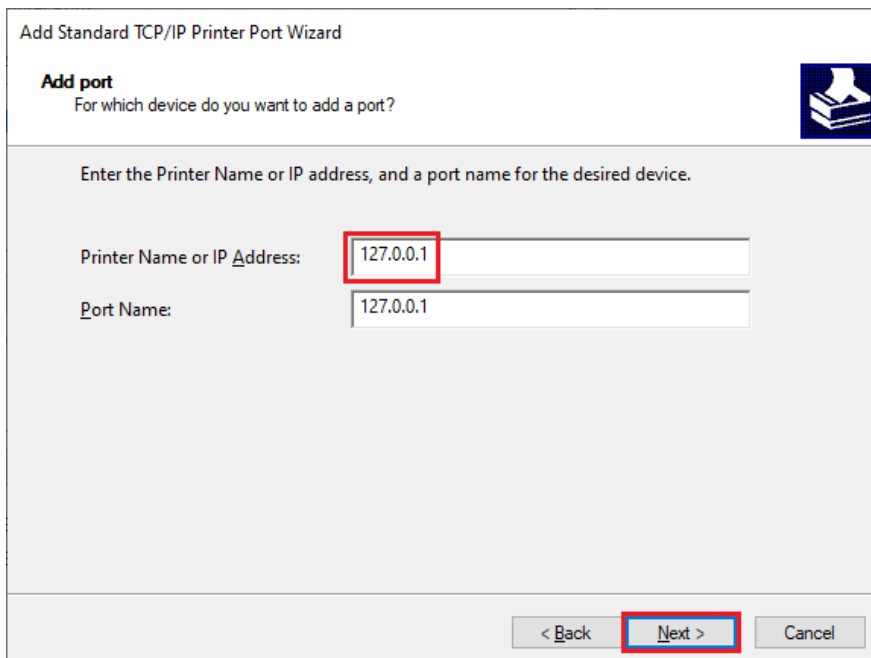 Add Standard TCP/IP Printer Port Wizard
Add port
For which device do you want to add a port?
Enter the Printer Name or IP address, and a port name for the desired device.
Printer Name or IP Address: 127.0.0.1
Port Name: 127.0.0.1
< Back Next > Cancel